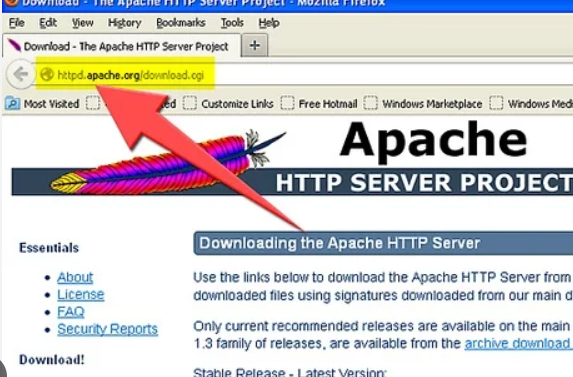 Download - The Apache HTTP Server Project - Mozilla Firefox
File Edit View History Bookmarks Tools Help
Download - The Apache HTTP Server Project
httpd.apache.org/download.cgi
Most Visited Customize Links Free Hotmail Windows Marketplace Windows Medi
Apache
HTTP SERVER PROJECT
Essentials
About
License
FAQ
Security Reports
Download!
Downloading the Apache HTTP Server
Use the links below to download the Apache HTTP Server from
downloaded files using signatures downloaded from our main d
Only current recommended releases are available on the main
1.3 family of releases, are available from the archive download
Stable Release - Latest Version: